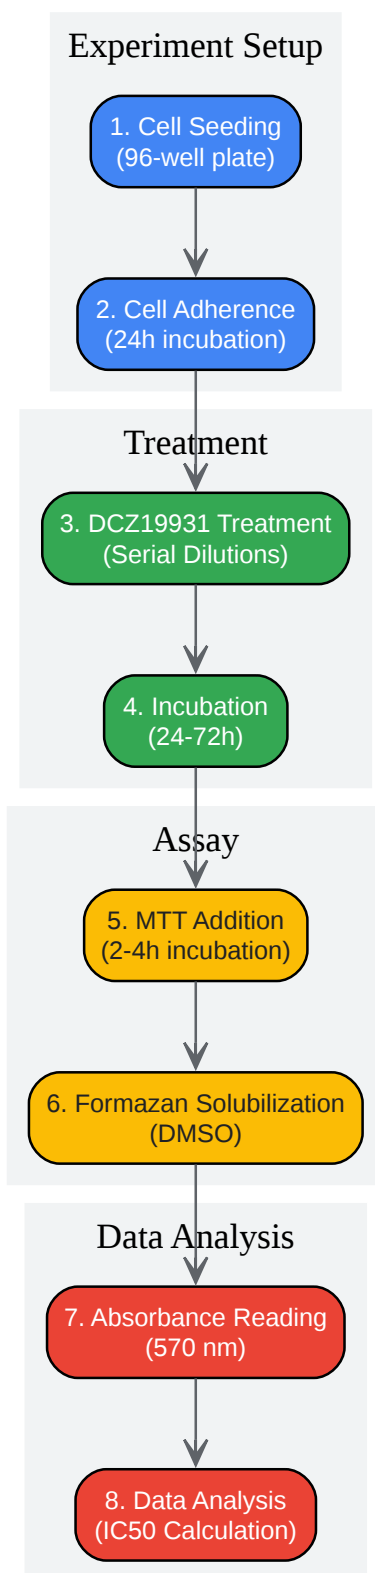 Experiment Setup
1. Cell Seeding
(96-well plate)
2. Cell Adherence
(24h incubation)
Treatment
3. DCZ19931 Treatment
(Serial Dilutions)
4. Incubation
(24-72h)
Assay
5. MTT Addition
(2-4h incubation)
6. Formazan Solubilization
(DMSO)
Data Analysis
7. Absorbance Reading
(570 nm)
8. Data Analysis
(IC50 Calculation)